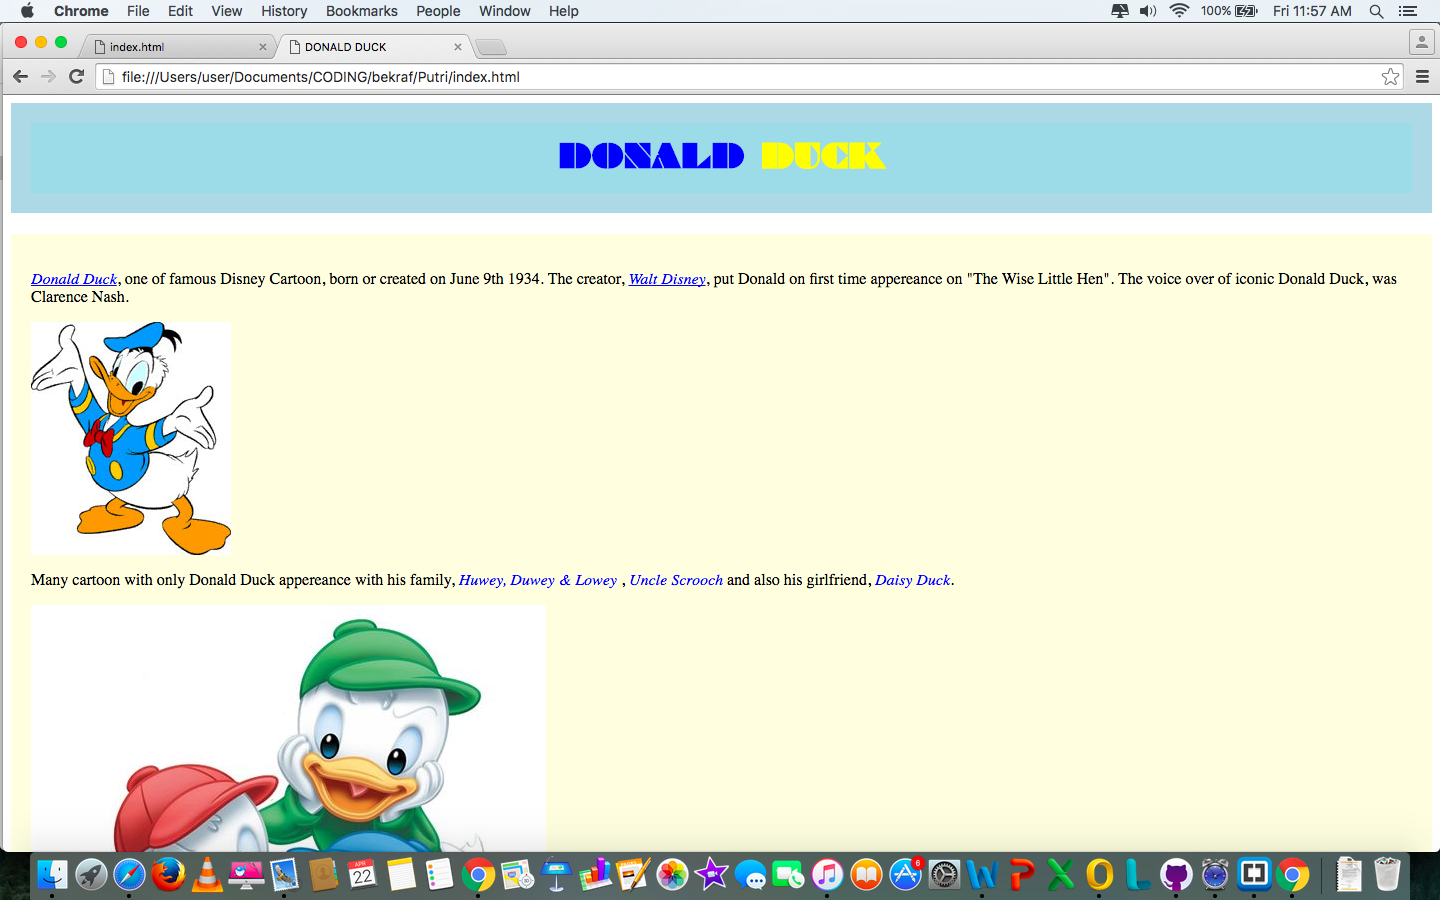 Chrome File Edit View History Bookmarks People Window Help 100% Fri 11:57 AM
index.html DONALD DUCK
file:///Users/user/Documents/CODING/bekraf/Putri/index.html
DONALD DUCK
Donald Duck, one of famous Disney Cartoon, born or created on June 9th 1934. The creator, Walt Disney, put Donald on first time appereance on "The Wise Little Hen". The voice over of iconic Donald Duck, was
Clarence Nash.
Many cartoon with only Donald Duck appereance with his family, Huwey, Duwey & Lowey , Uncle Scrooch and also his girlfriend, Daisy Duck.
APR
22
6
W P X O L